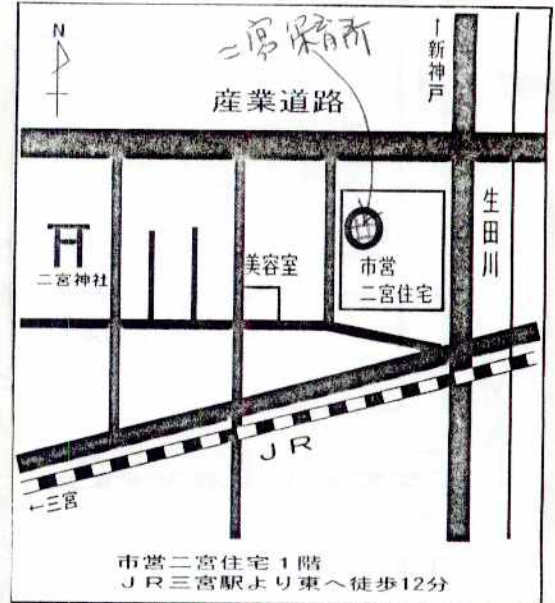 N
二宮保育所
↑新神戸
産業道路
生田川
二宮神社
美容室
市営
二宮住宅
JR
←三宮
市営二宮住宅1階
JR三宮駅より東へ徒歩12分